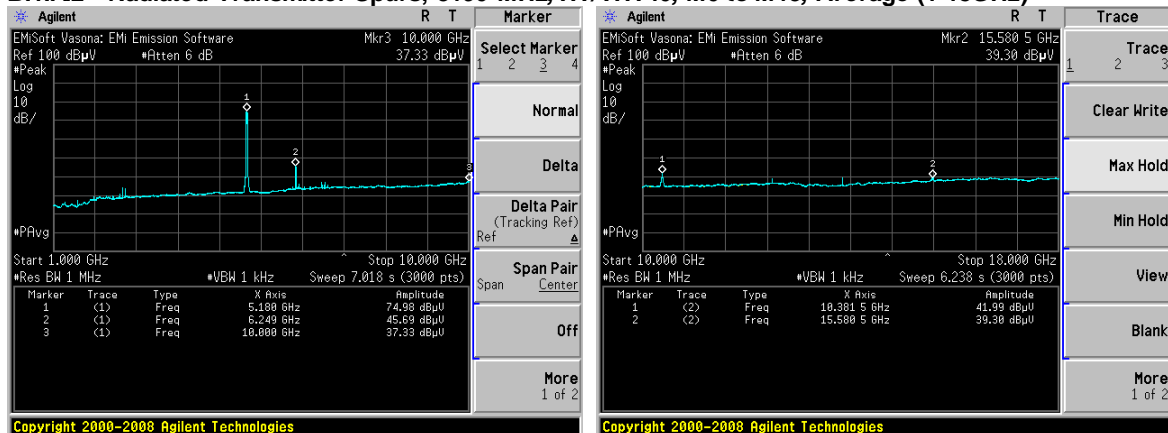 Agilent R T Marker
EMiSoft Vasona: EMi Emission Software Mkr3 10.000 GHz
Ref 100 dBµV #Atten 6 dB 37.33 dBµV
#Peak
Log
10
dB/
1
2
3
#PAvg
Start 1.000 GHz Stop 10.000 GHz
#Res BW 1 MHz #VBW 1 kHz Sweep 7.018 s (3000 pts)
Marker Trace Type X Axis Amplitude
1 (1) Freq 5.180 GHz 74.98 dBµV
2 (1) Freq 6.249 GHz 45.69 dBµV
3 (1) Freq 10.000 GHz 37.33 dBµV
Select Marker
1 2 3 4
Normal
Delta
Delta Pair
(Tracking Ref)
Ref Δ
Span Pair
Span Center
Off
More
1 of 2
Copyright 2000-2008 Agilent Technologies
Agilent R T Trace
EMiSoft Vasona: EMi Emission Software Mkr2 15.580 5 GHz
Ref 100 dBµV #Atten 6 dB 39.30 dBµV
#Peak
Log
10
dB/
1
2
#PAvg
Start 10.000 GHz Stop 18.000 GHz
#Res BW 1 MHz #VBW 1 kHz Sweep 6.238 s (3000 pts)
Marker Trace Type X Axis Amplitude
1 (2) Freq 10.381 5 GHz 41.99 dBµV
2 (2) Freq 15.580 5 GHz 39.30 dBµV
Trace
1 2 3
Clear Write
Max Hold
Min Hold
View
Blank
More
1 of 2
Copyright 2000-2008 Agilent Technologies